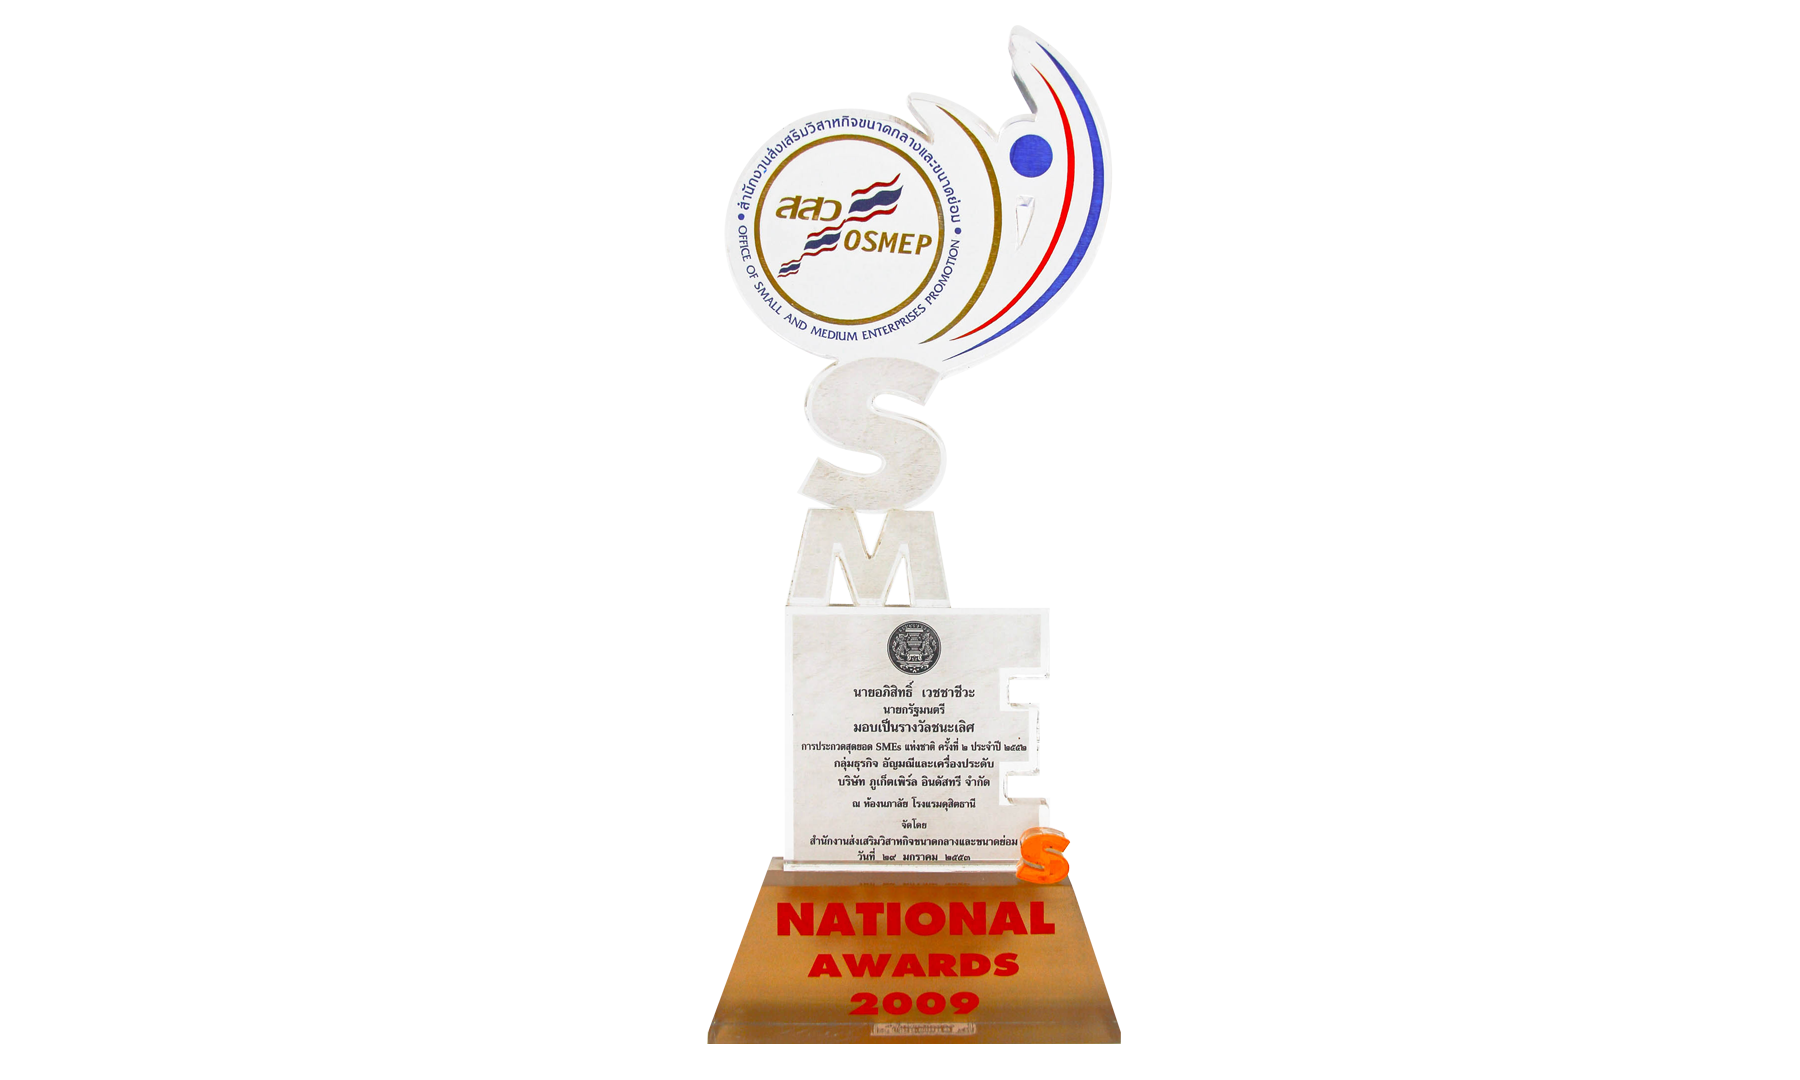 สำนักงานส่งเสริมวิสาหกิจขนาดกลางและขนาดย่อม
สสว
OSMEP
OFFICE OF SMALL AND MEDIUM ENTERPRISES PROMOTION
S
M
นายอภิสิทธิ์ เวชชาชีวะ
นายกรัฐมนตรี
มอบเป็นรางวัลชนะเลิศ
การประกวดสุดยอด SMEs แห่งชาติ ครั้งที่ ๒ ประจำปี ๒๕๕๒
กลุ่มธุรกิจ อัญมณีและเครื่องประดับ
บริษัท ภูเก็ตเพิร์ล อินดัสทรี จำกัด
ณ ห้องนภาลัย โรงแรมดุสิตธานี
จัดโดย
สำนักงานส่งเสริมวิสาหกิจขนาดกลางและขนาดย่อม
วันที่ ๒๙ มกราคม ๒๕๕๓
S
NATIONAL
AWARDS
2009